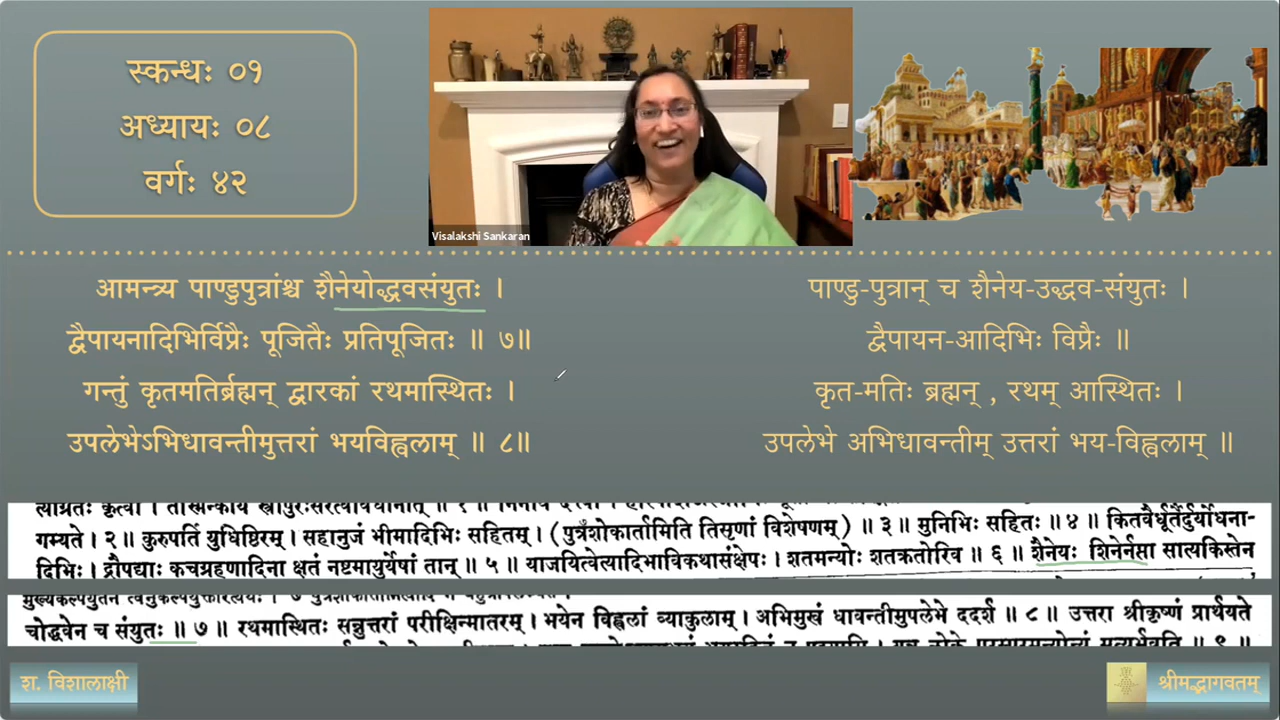 स्कन्धः ०१
अध्यायः ०८
वर्गः ४२
Visalakshi Sankaran
आमन्त्र्य पाण्डुपुत्रांश्च शैनेयोद्धवसंयुतः ।
द्वैपायनादिभिर्विप्रैः पूजितैः प्रतिपूजितः ॥ ७॥
गन्तुं कृतमतिर्ब्रह्मन् द्वारकां रथमास्थितः ।
उपलेभेऽभिधावन्तीमुत्तरां भयविह्वलाम् ॥ ८॥
पाण्डु-पुत्रान् च शैनेय-उद्धव-संयुतः ।
द्वैपायन-आदिभिः विप्रैः ॥
कृत-मतिः ब्रह्मन् , रथम् आस्थितः ।
उपलेभे अभिधावन्तीम् उत्तरां भय-विह्वलाम् ॥
गम्यते । २ ॥ कुरुपतिं युधिष्ठिरम् । सहानुजं भीमादिभिः सहितम् । (पुत्रशोकार्तामिति तिसृणां विशेषणम्) ॥ ३ ॥ मुनिभिः सहितः ॥ ४ ॥ कितवैर्धूर्तैर्दुर्योधना-
दिभिः । द्रौपद्याः कचग्रहणादिना क्षतं नष्टमायुर्येषां तान् ॥ ५ ॥ याजयित्वेत्यादिभाविकथासंक्षेपः । शतमन्योः शतक्रतोरिव ॥ ६ ॥ शैनेयः शिनेर्नप्ता सात्यकिस्तेन
चोद्धवेन च संयुतः ॥ ७ ॥ रथमास्थितः सन्नुत्तरां परीक्षिन्मातरम् । भयेन विह्वलां व्याकुलाम् । अभिमुखं धावन्तीमुपलेभे ददर्श ॥ ८ ॥ उत्तरा श्रीकृष्णं प्रार्थयते
श. विशालाक्षी
श्रीमद्भागवतम्